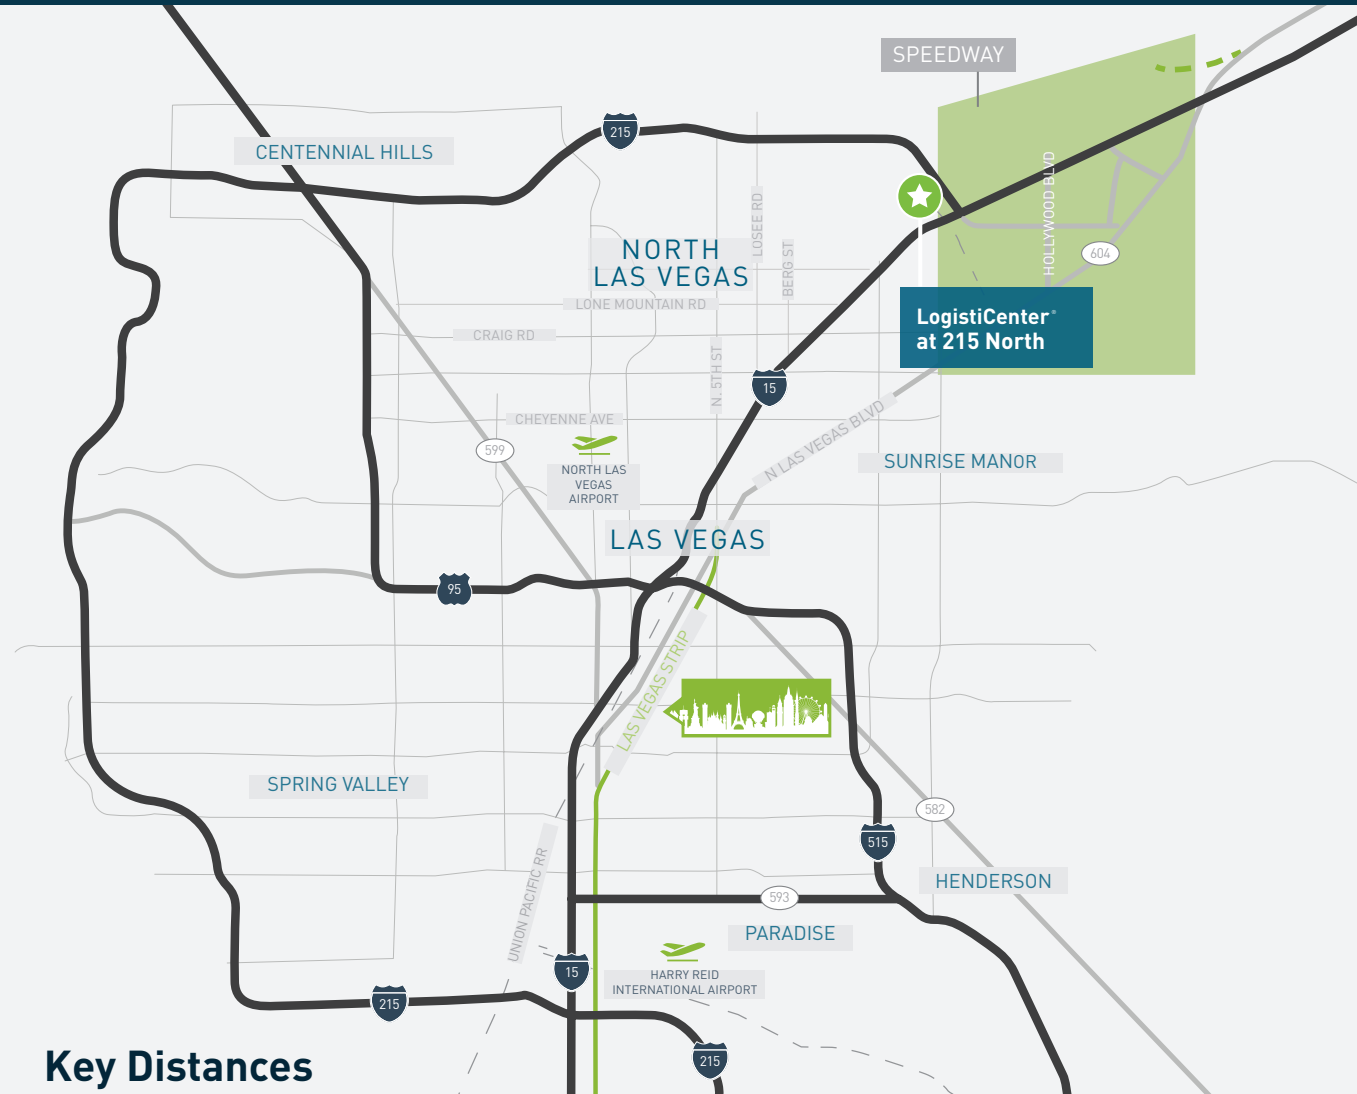 SPEEDWAY
215
CENTENNIAL HILLS
HOLLYWOOD BLVD
LOSEE RD
NORTH
LAS VEGAS
BERG ST
604
LONE MOUNTAIN RD
LogistiCenter®
at 215 North
CRAIG RD
N. 5TH ST
15
CHEYENNE AVE
N LAS VEGAS BLVD
599
SUNRISE MANOR
NORTH LAS
VEGAS
AIRPORT
LAS VEGAS
95
LAS VEGAS STRIP
SPRING VALLEY
582
515
HENDERSON
593
UNION PACIFIC RR
PARADISE
15
HARRY REID
INTERNATIONAL AIRPORT
215
215
Key Distances